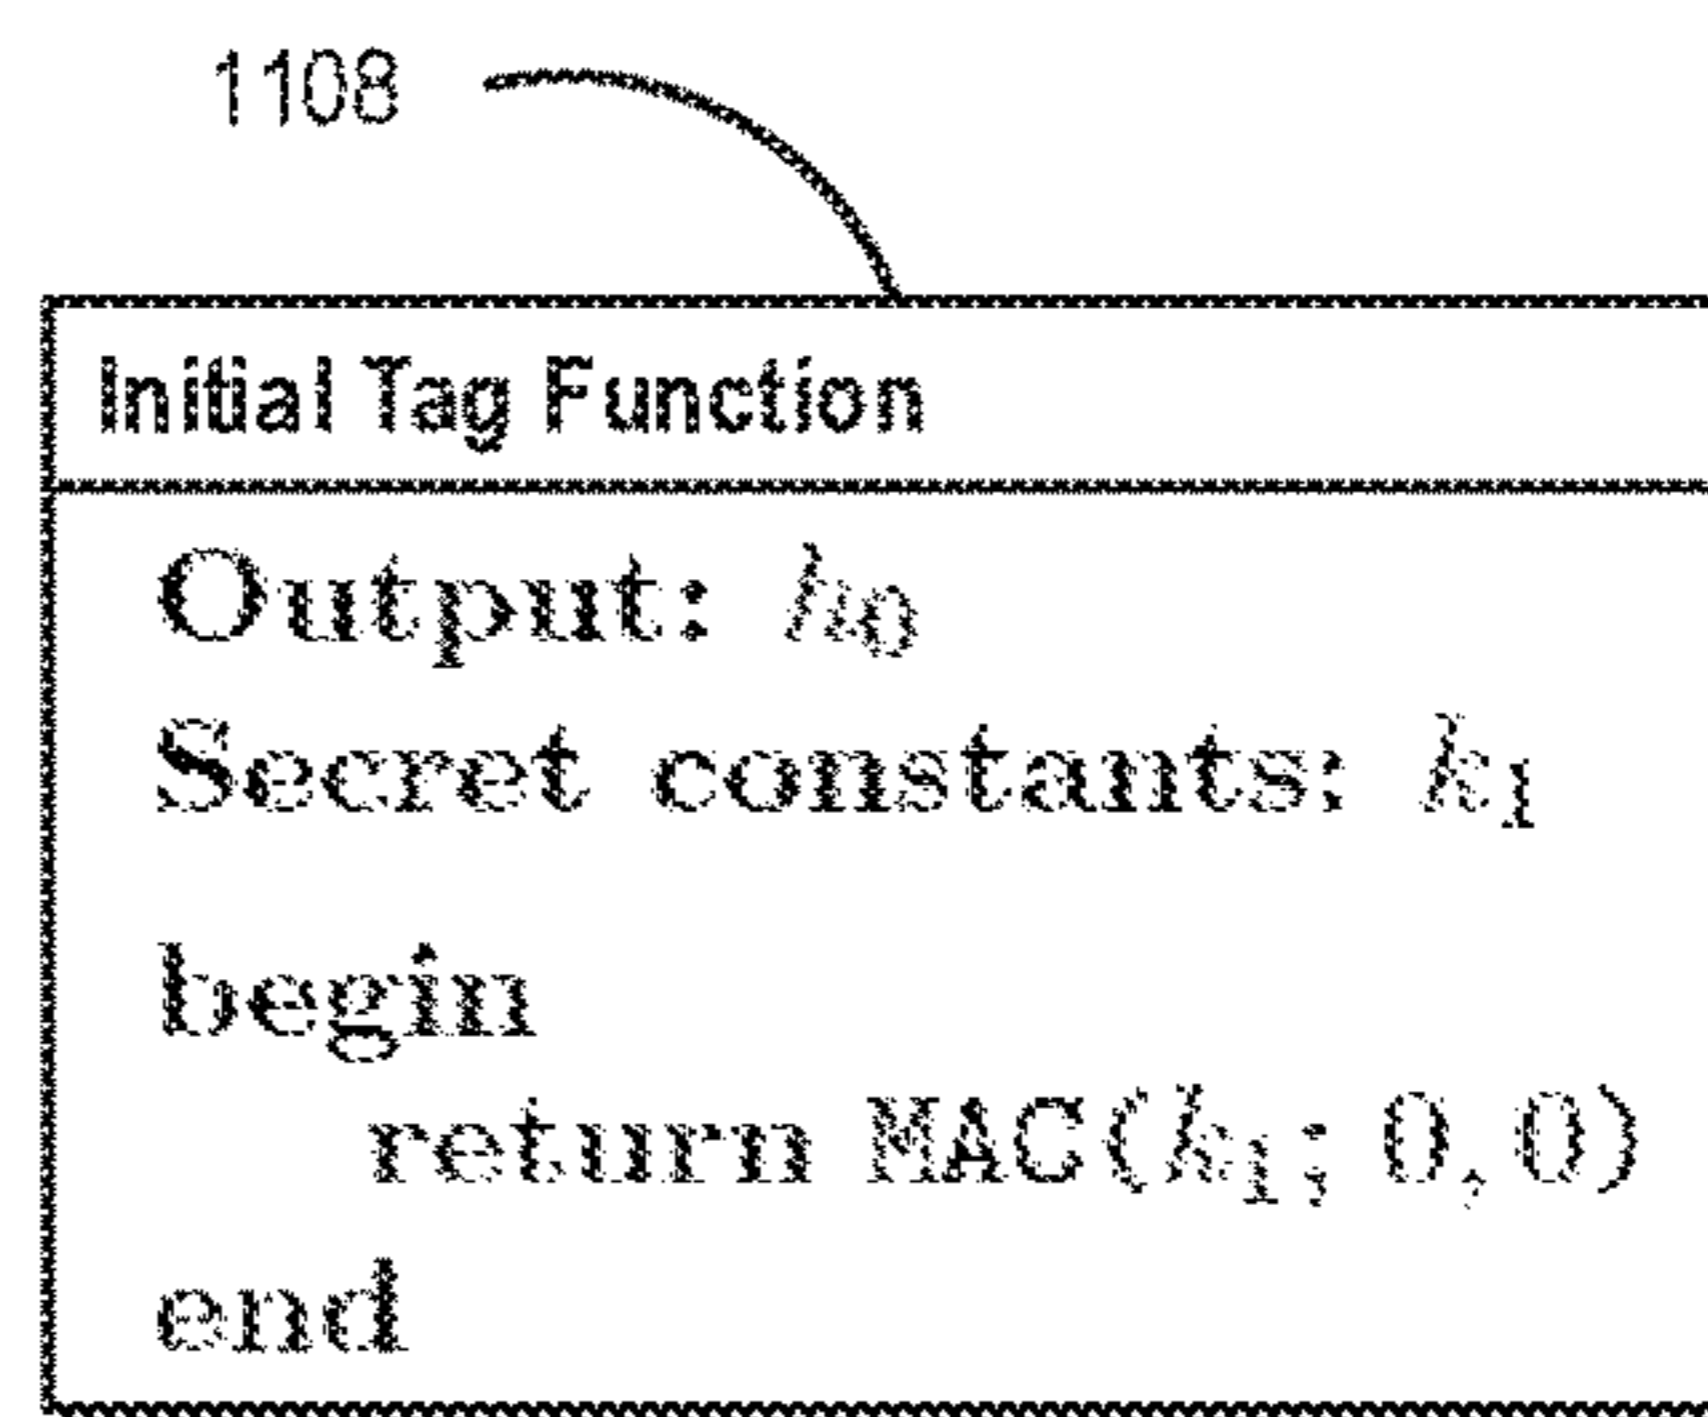 1108
Initial Tag Function
Output: h₀
Secret constants: k₁
begin
return MAC(k₁; 0, 0)
end